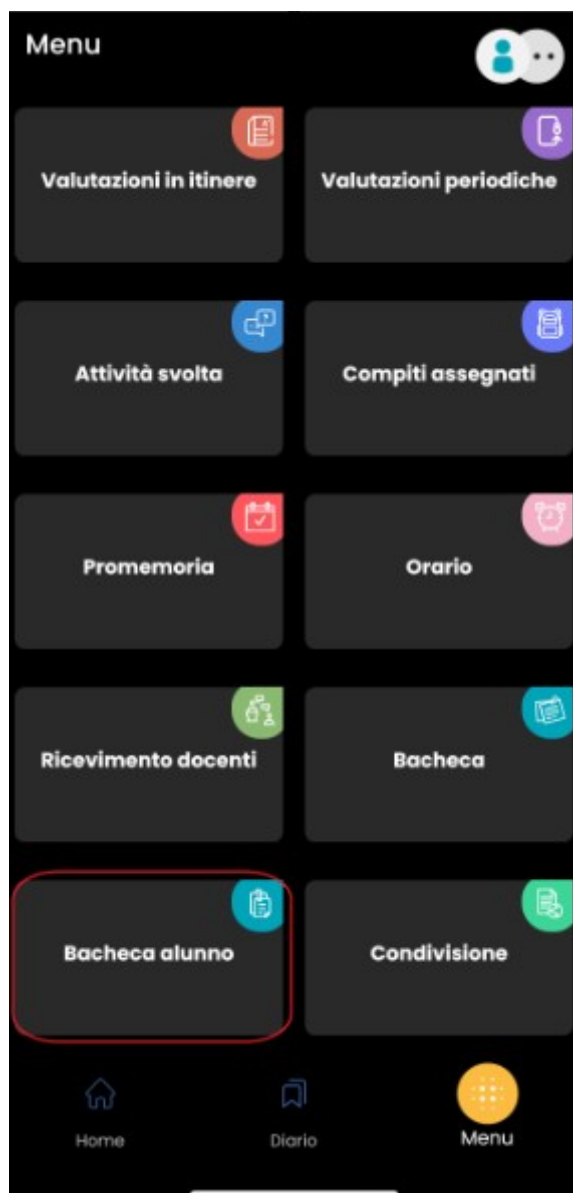 Menu
Valutazioni in itinere
Valutazioni periodiche
Attività svolta
Compiti assegnati
Promemoria
Orario
Ricevimento docenti
Bacheca
Bacheca alunno
Condivisione
Home
Diario
Menu